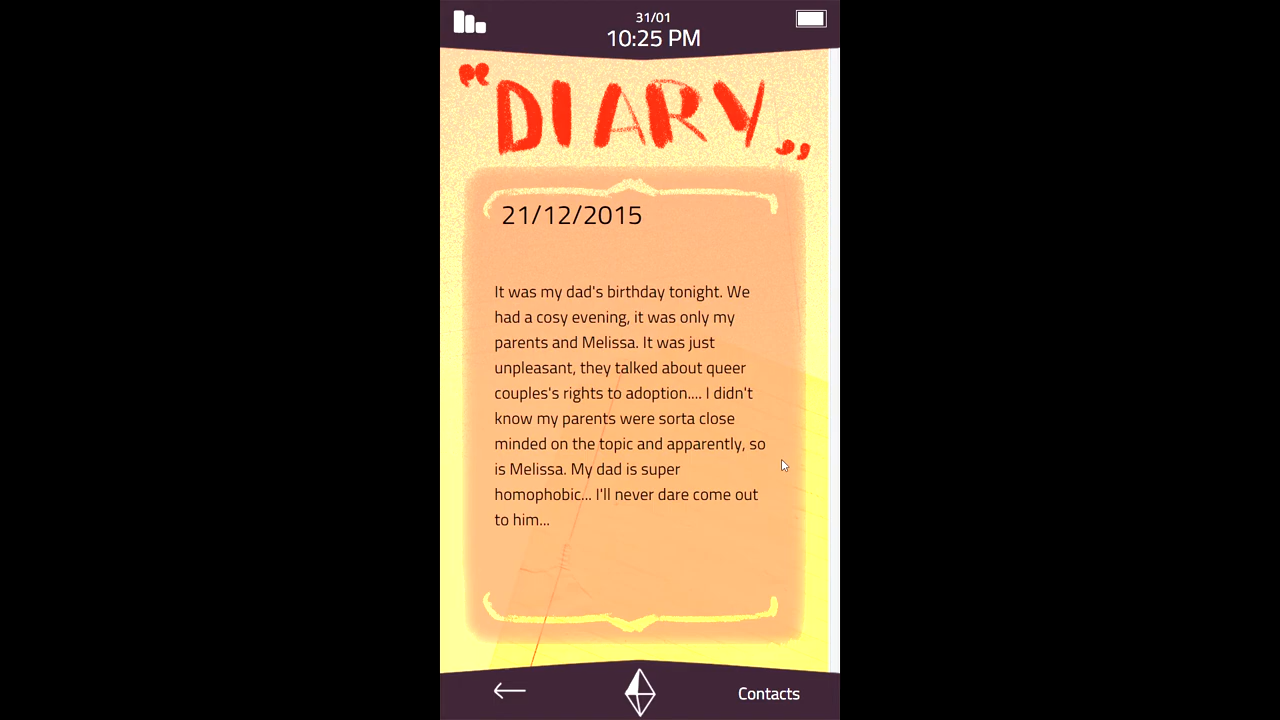 31/01
10:25 PM
“DIARY„
21/12/2015
It was my dad's birthday tonight. We
had a cosy evening, it was only my
parents and Melissa. It was just
unpleasant, they talked about queer
couples's rights to adoption.... I didn't
know my parents were sorta close
minded on the topic and apparently, so
is Melissa. My dad is super
homophobic... I'll never dare come out
to him...
Contacts